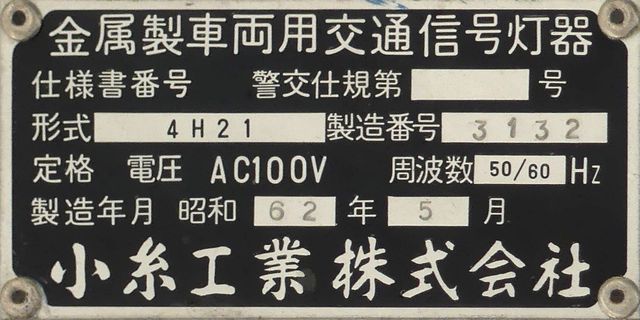 金属製車両用交通信号灯器
仕様書番号 警交仕規第 号
形式 4H21 製造番号 3132
定格 電圧 AC100V 周波数 50/60 Hz
製造年月 昭和 62 年 5 月
小糸工業株式会社